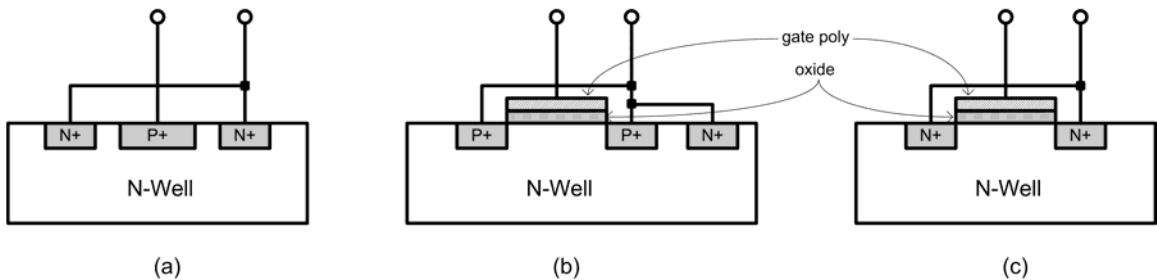 gate poly
oxide
N+ P+ N+
P+ P+ N+
N+ N+
N-Well
N-Well
N-Well
(a)
(b)
(c)